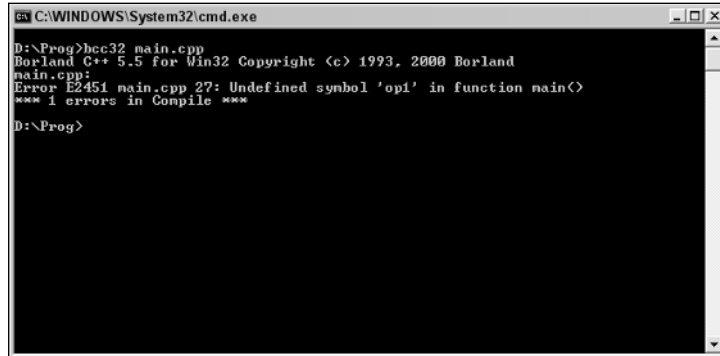 C:\WINDOWS\System32\cmd.exe
D:\Prog>bcc32 main.cpp
Borland C++ 5.5 for Win32 Copyright (c) 1993, 2000 Borland
main.cpp:
Error E2451 main.cpp 27: Undefined symbol 'op1' in function main()
*** 1 errors in Compile ***
D:\Prog>